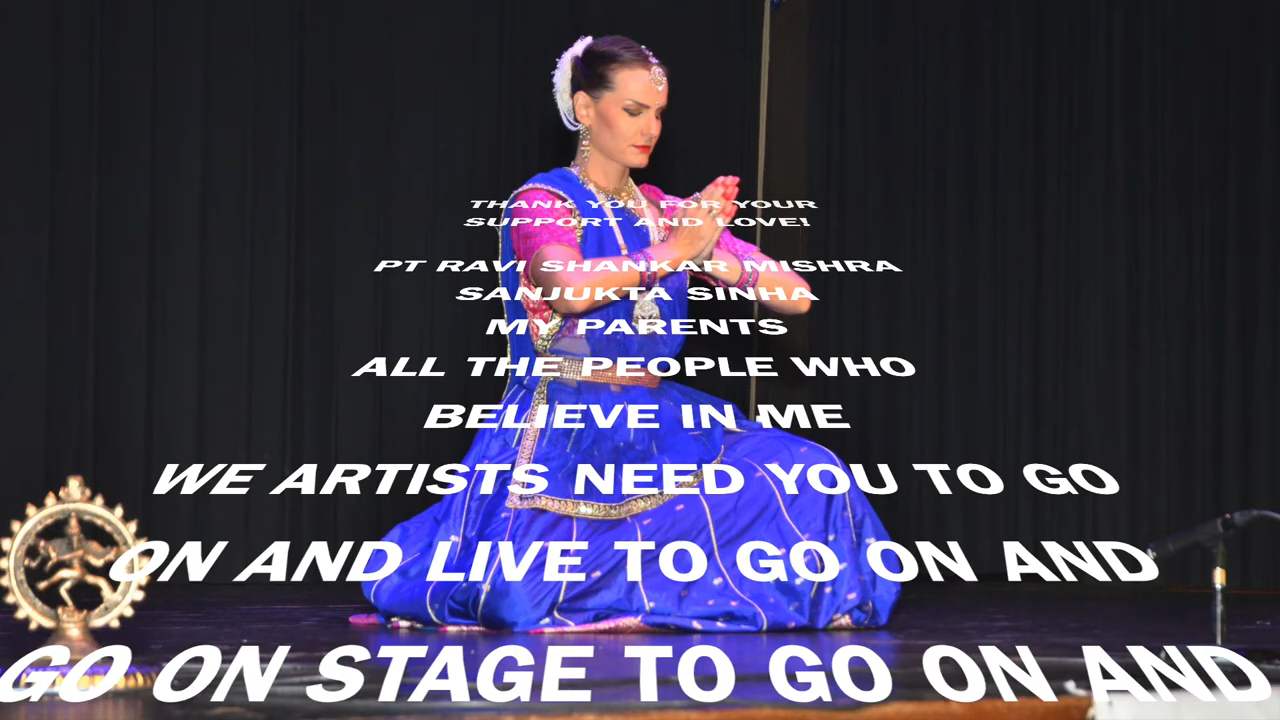 THANK YOU FOR YOUR
SUPPORT AND LOVE!
PT RAVI SHANKAR MISHRA
SANJUKTA SINHA
MY PARENTS
ALL THE PEOPLE WHO
BELIEVE IN ME
WE ARTISTS NEED YOU TO GO
ON AND LIVE TO GO ON AND
GO ON STAGE TO GO ON AND